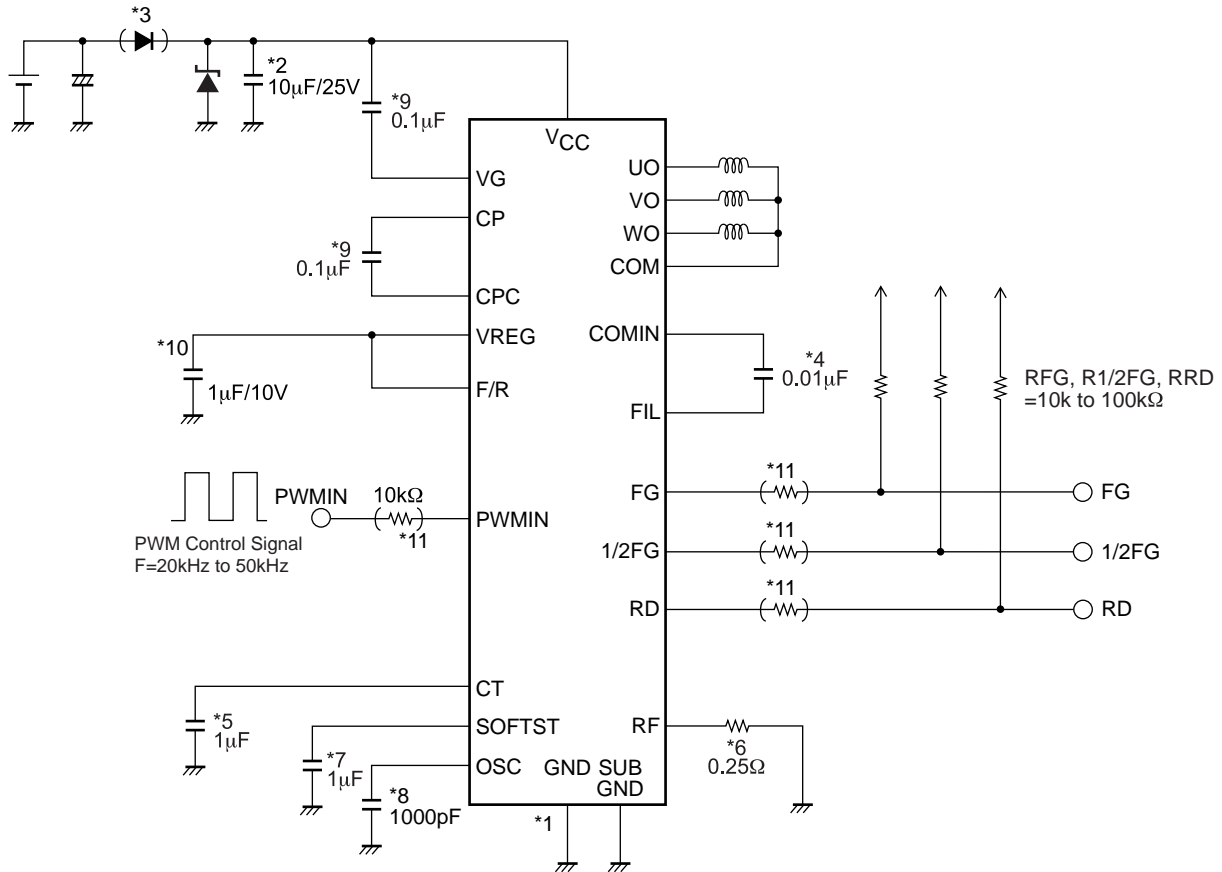 *3
*2
10µF/25V
*9
0.1µF
VCC
VG
CP
*9
0.1µF
CPC
VREG
*10
1µF/10V
F/R
PWMIN
10kΩ
*11
PWMIN
PWM Control Signal
F=20kHz to 50kHz
CT
*5
1µF
SOFTST
*7
1µF
OSC
*8
1000pF
GND
SUB
GND
*1
UO
VO
WO
COM
COMIN
*4
0.01µF
FIL
RFG, R1/2FG, RRD
=10k to 100kΩ
FG
*11
FG
1/2FG
*11
1/2FG
RD
*11
RD
RF
*6
0.25Ω